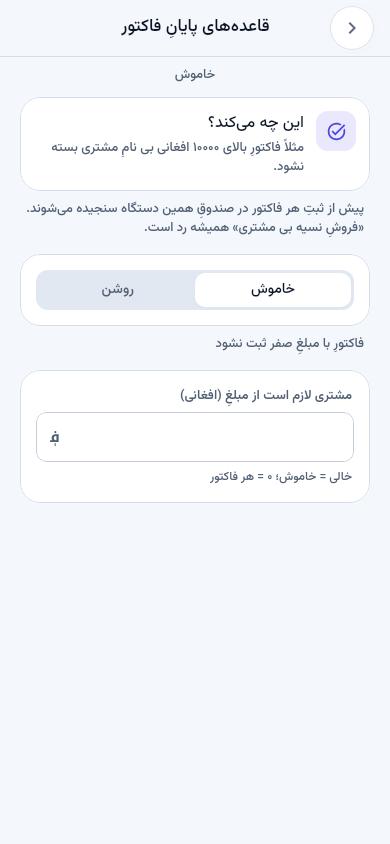 قاعده‌های پایانِ فاکتور
خاموش
این چه می‌کند؟
مثلاً فاکتورِ بالای ۱۰۰۰۰ افغانی بی نامِ مشتری بسته
نشود.
پیش از ثبتِ هر فاکتور در صندوقِ همین دستگاه سنجیده می‌شوند.
«فروشِ نسیه بی مشتری» همیشه رد است.
خاموش
روشن
فاکتورِ با مبلغِ صفر ثبت نشود
مشتری لازم است از مبلغِ (افغانی)
؋
خالی = خاموش؛ ۰ = هر فاکتور